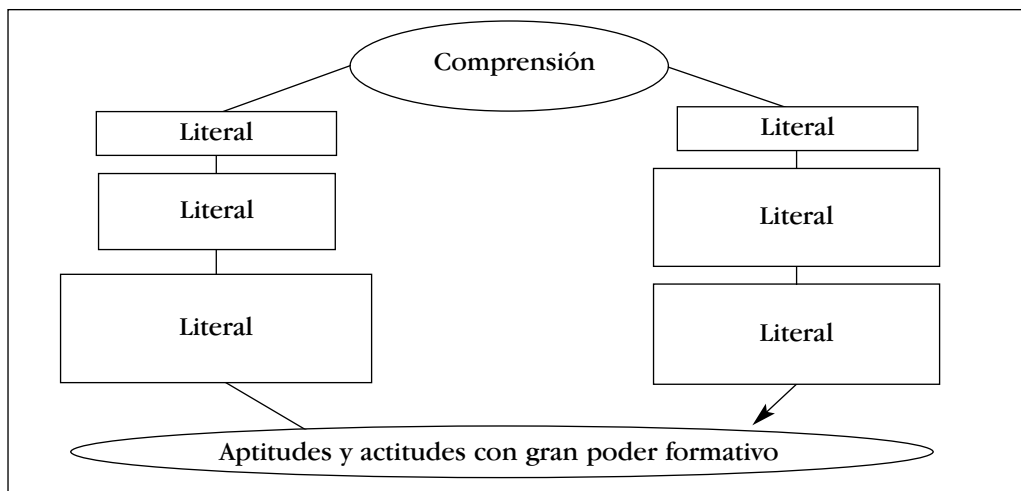 Comprensión
Literal
Literal
Literal
Literal
Literal
Literal
Aptitudes y actitudes con gran poder formativo